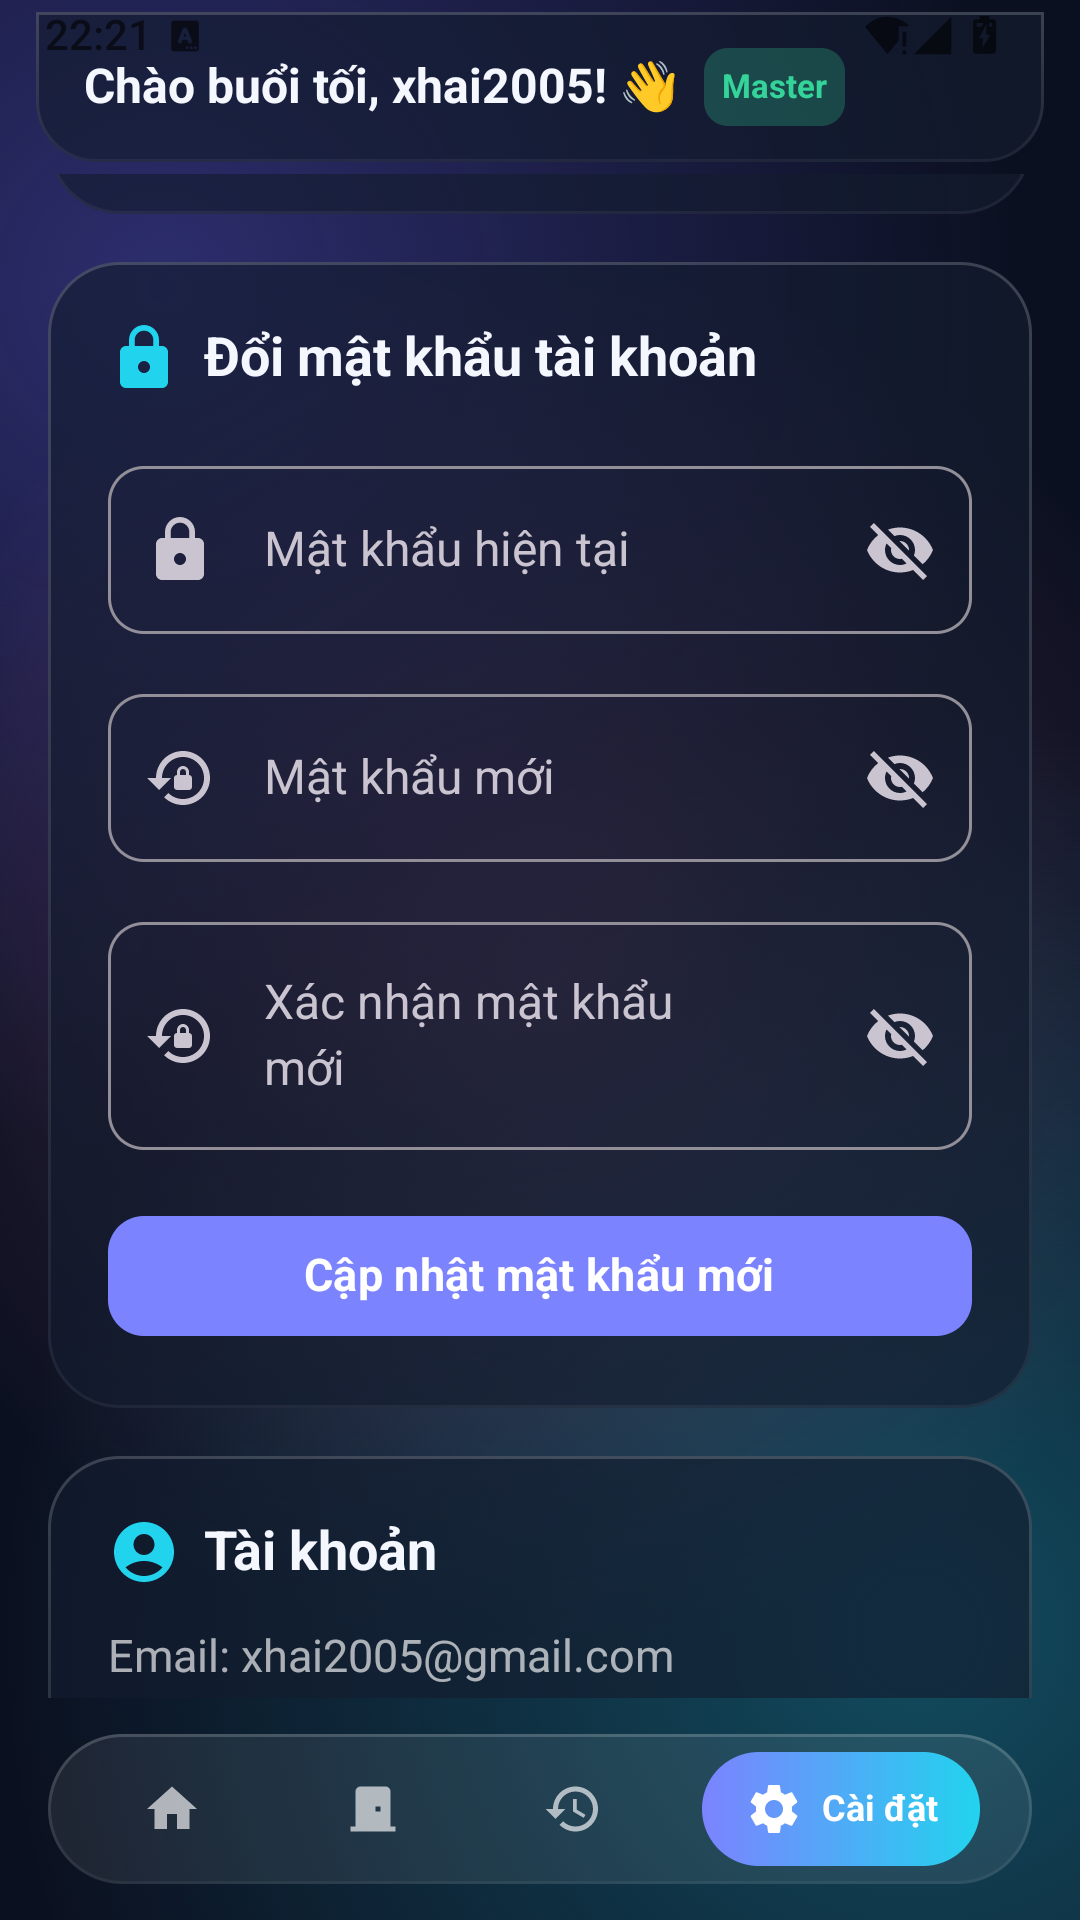 22:21
Chào buổi tối, xhai2005! 👋 Master
Đổi mật khẩu tài khoản
Mật khẩu hiện tại
Mật khẩu mới
Xác nhận mật khẩu
mới
Cập nhật mật khẩu mới
Tài khoản
Email: xhai2005@gmail.com
Cài đặt